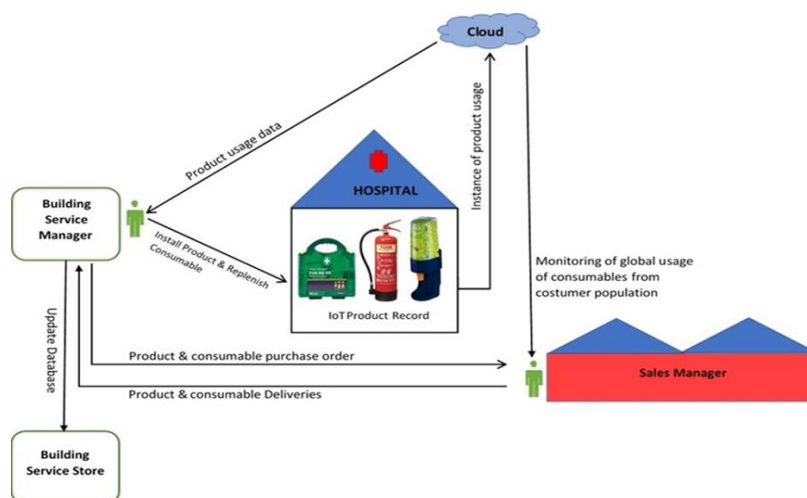 Cloud
Product usage data
Instance of product usage
HOSPITAL
Building
Service
Manager
Install Product & Replenish
Consumable
IoT Product Record
Monitoring of global usage
of consumables from
costumer population
Update Database
Product & consumable purchase order
Product & consumable Deliveries
Sales Manager
Building
Service Store